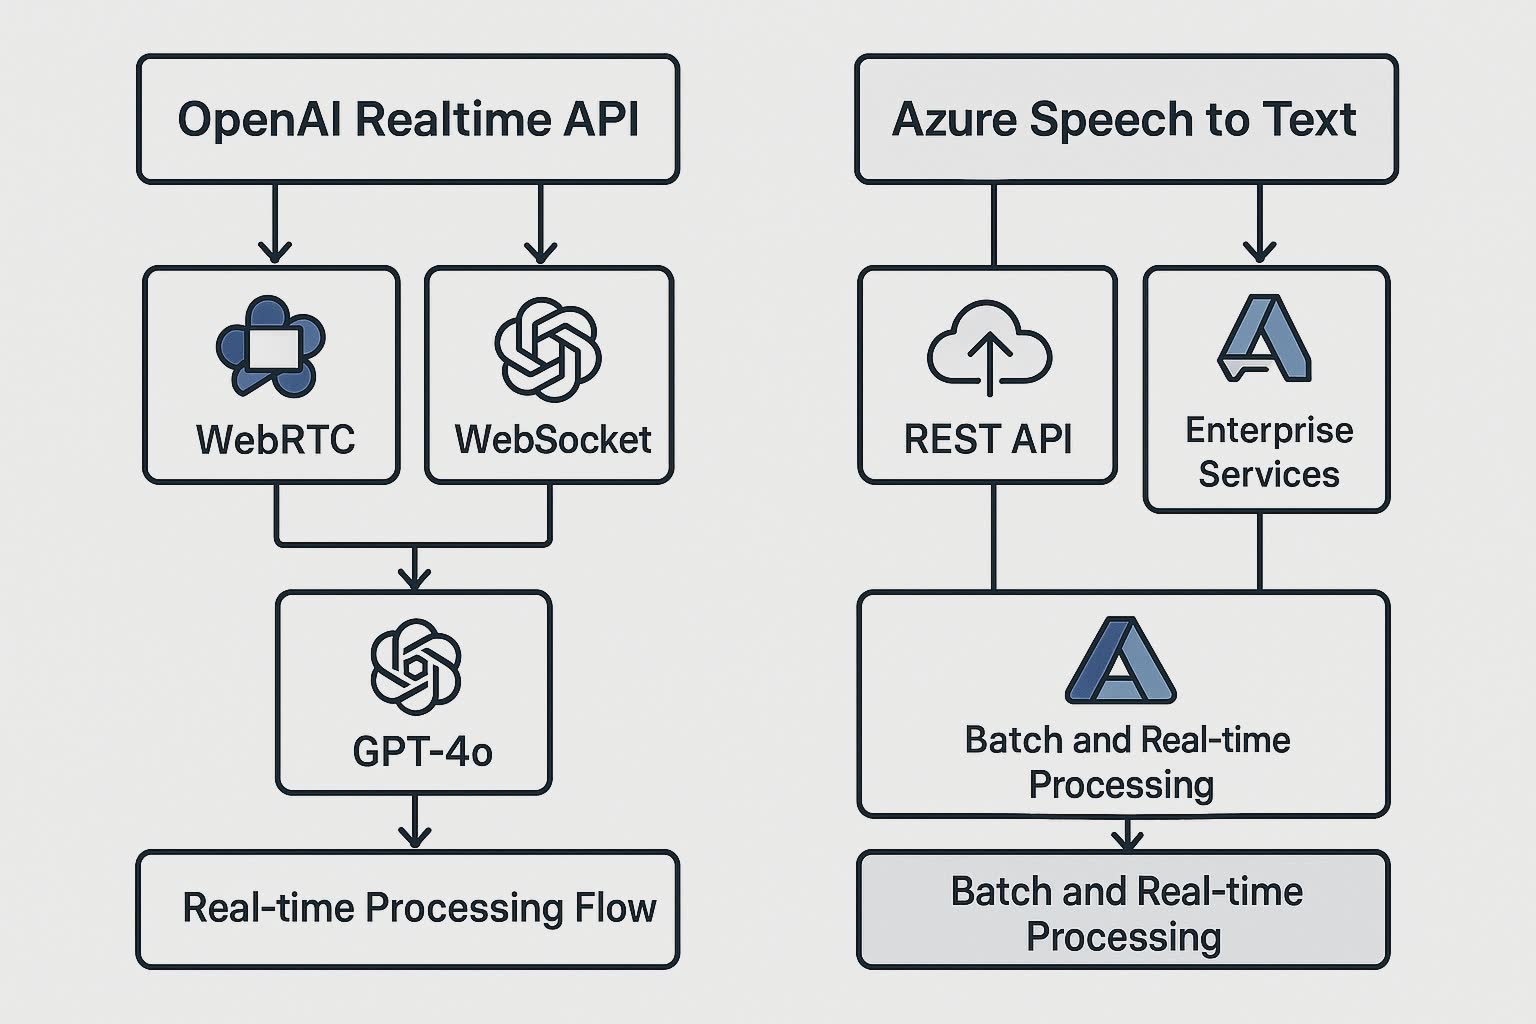 OpenAI Realtime API
WebRTC
WebSocket
GPT-4o
Real-time Processing Flow
Azure Speech to Text
REST API
Enterprise
Services
Batch and Real-time
Processing
Batch and Real-time
Processing